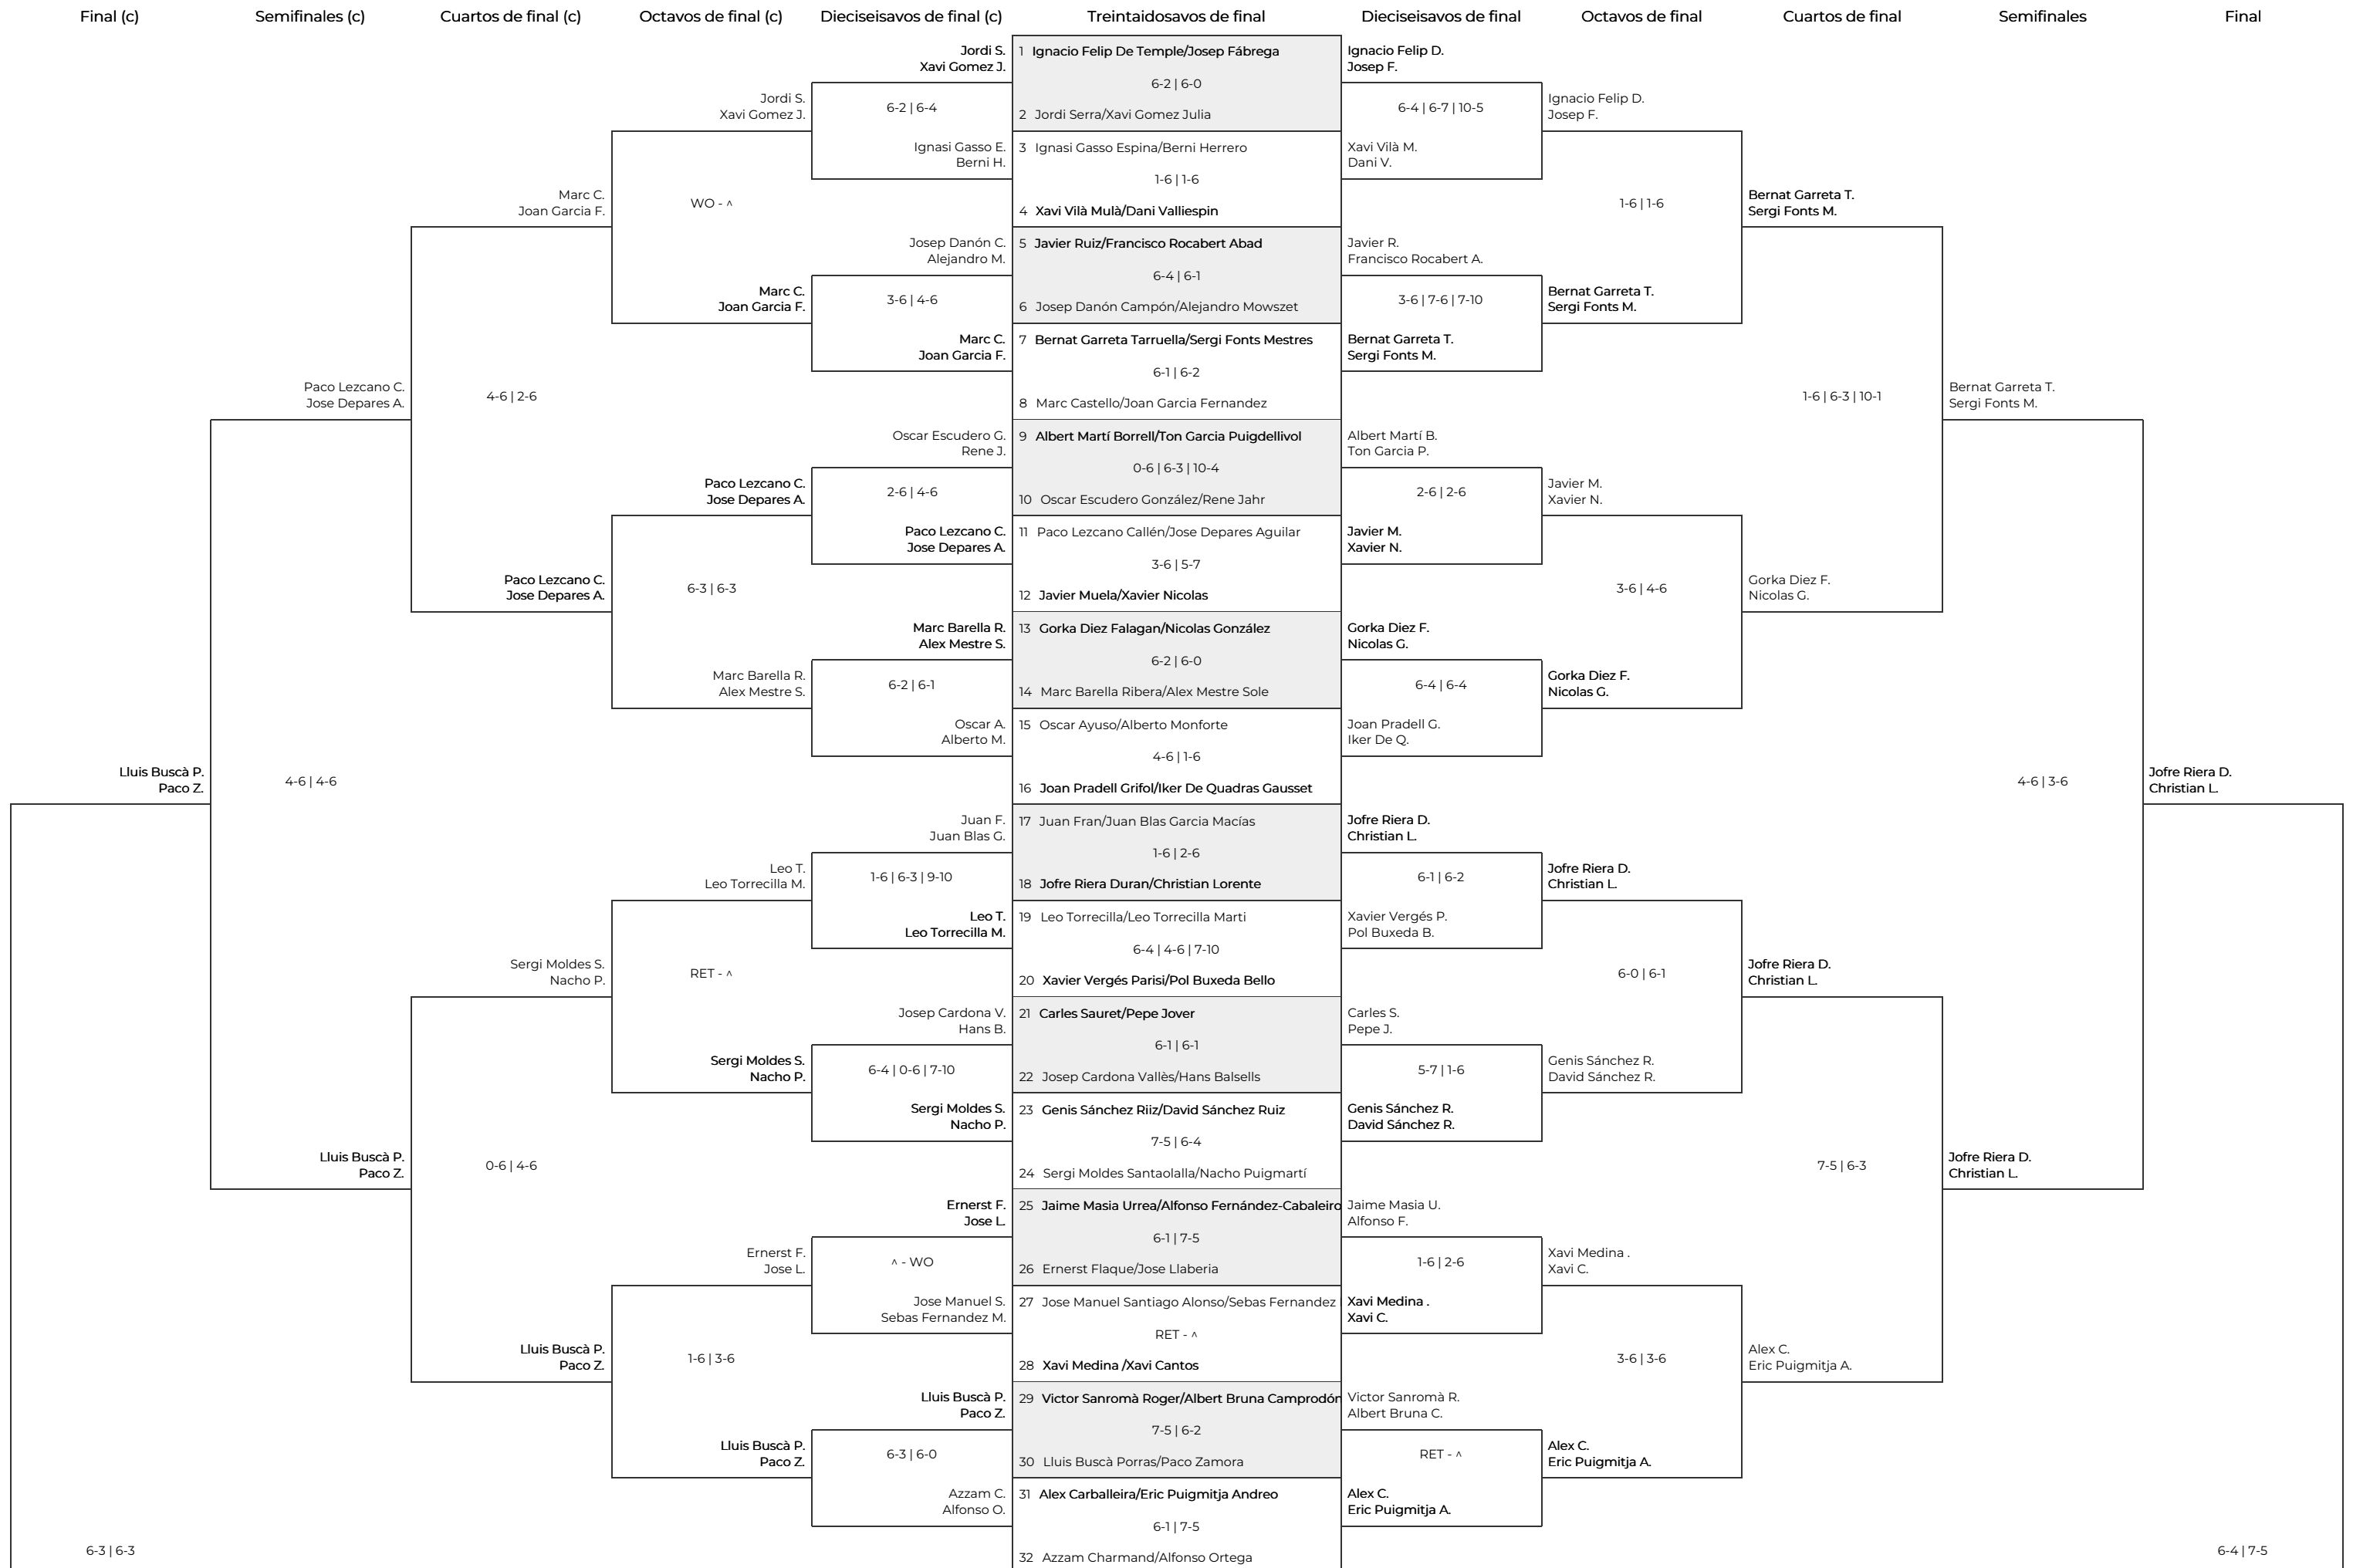 Final (c)
Semifinales (c)
Cuartos de final (c)
Octavos de final (c)
Dieciseisavos de final (c)
Treintaidosavos de final
Dieciseisavos de final
Octavos de final
Cuartos de final
Semifinales
Final
Lluis Buscà P.
Paco Z.
6-3 | 6-3
Paco Lezcano C.
Jose Depares A.
4-6 | 4-6
Lluis Buscà P.
Paco Z.
Marc C.
Joan Garcia F.
4-6 | 2-6
Paco Lezcano C.
Jose Depares A.
Sergi Moldes S.
Nacho P.
0-6 | 4-6
Lluis Buscà P.
Paco Z.
Jordi S.
Xavi Gomez J.
WO - ^
Marc C.
Joan Garcia F.
Paco Lezcano C.
Jose Depares A.
6-3 | 6-3
Marc Barella R.
Alex Mestre S.
Leo T.
Leo Torrecilla M.
RET - ^
Sergi Moldes S.
Nacho P.
Ernerst F.
Jose L.
1-6 | 3-6
Lluis Buscà P.
Paco Z.
Jordi S.
Xavi Gomez J.
6-2 | 6-4
Ignasi Gasso E.
Berni H.
Josep Danón C.
Alejandro M.
3-6 | 4-6
Marc C.
Joan Garcia F.
Oscar Escudero G.
Rene J.
2-6 | 4-6
Paco Lezcano C.
Jose Depares A.
Marc Barella R.
Alex Mestre S.
6-2 | 6-1
Oscar A.
Alberto M.
Juan F.
Juan Blas G.
1-6 | 6-3 | 9-10
Leo T.
Leo Torrecilla M.
Josep Cardona V.
Hans B.
6-4 | 0-6 | 7-10
Sergi Moldes S.
Nacho P.
Ernerst F.
Jose L.
^ - WO
Jose Manuel S.
Sebas Fernandez M.
Lluis Buscà P.
Paco Z.
6-3 | 6-0
Azzam C.
Alfonso O.
1 Ignacio Felip De Temple/Josep Fábrega
6-2 | 6-0
2 Jordi Serra/Xavi Gomez Julia
3 Ignasi Gasso Espina/Berni Herrero
1-6 | 1-6
4 Xavi Vilà Mulà/Dani Valliespin
5 Javier Ruiz/Francisco Rocabert Abad
6-4 | 6-1
6 Josep Danón Campón/Alejandro Mowszet
7 Bernat Garreta Tarruella/Sergi Fonts Mestres
6-1 | 6-2
8 Marc Castello/Joan Garcia Fernandez
9 Albert Martí Borrell/Ton Garcia Puigdellivol
0-6 | 6-3 | 10-4
10 Oscar Escudero González/Rene Jahr
11 Paco Lezcano Callén/Jose Depares Aguilar
3-6 | 5-7
12 Javier Muela/Xavier Nicolas
13 Gorka Diez Falagan/Nicolas González
6-2 | 6-0
14 Marc Barella Ribera/Alex Mestre Sole
15 Oscar Ayuso/Alberto Monforte
4-6 | 1-6
16 Joan Pradell Grifol/Iker De Quadras Gausset
17 Juan Fran/Juan Blas Garcia Macías
1-6 | 2-6
18 Jofre Riera Duran/Christian Lorente
19 Leo Torrecilla/Leo Torrecilla Marti
6-4 | 4-6 | 7-10
20 Xavier Vergés Parisi/Pol Buxeda Bello
21 Carles Sauret/Pepe Jover
6-1 | 6-1
22 Josep Cardona Vallès/Hans Balsells
23 Genis Sánchez Riiz/David Sánchez Ruiz
7-5 | 6-4
24 Sergi Moldes Santaolalla/Nacho Puigmartí
25 Jaime Masia Urrea/Alfonso Fernández-Cabaleiro
6-1 | 7-5
26 Ernerst Flaque/Jose Llaberia
27 Jose Manuel Santiago Alonso/Sebas Fernandez
RET - ^
28 Xavi Medina /Xavi Cantos
29 Victor Sanromà Roger/Albert Bruna Camprodón
7-5 | 6-2
30 Lluis Buscà Porras/Paco Zamora
31 Alex Carballeira/Eric Puigmitja Andreo
6-1 | 7-5
32 Azzam Charmand/Alfonso Ortega
Ignacio Felip D.
Josep F.
6-4 | 6-7 | 10-5
Xavi Vilà M.
Dani V.
Javier R.
Francisco Rocabert A.
3-6 | 7-6 | 7-10
Bernat Garreta T.
Sergi Fonts M.
Albert Martí B.
Ton Garcia P.
2-6 | 2-6
Javier M.
Xavier N.
Gorka Diez F.
Nicolas G.
6-4 | 6-4
Joan Pradell G.
Iker De Q.
Jofre Riera D.
Christian L.
6-1 | 6-2
Xavier Vergés P.
Pol Buxeda B.
Carles S.
Pepe J.
5-7 | 1-6
Genis Sánchez R.
David Sánchez R.
Jaime Masia U.
Alfonso F.
1-6 | 2-6
Xavi Medina .
Xavi C.
Victor Sanromà R.
Albert Bruna C.
RET - ^
Alex C.
Eric Puigmitja A.
Ignacio Felip D.
Josep F.
1-6 | 1-6
Bernat Garreta T.
Sergi Fonts M.
Javier M.
Xavier N.
3-6 | 4-6
Gorka Diez F.
Nicolas G.
Jofre Riera D.
Christian L.
6-0 | 6-1
Genis Sánchez R.
David Sánchez R.
Xavi Medina .
Xavi C.
3-6 | 3-6
Alex C.
Eric Puigmitja A.
Bernat Garreta T.
Sergi Fonts M.
1-6 | 6-3 | 10-1
Gorka Diez F.
Nicolas G.
Jofre Riera D.
Christian L.
7-5 | 6-3
Alex C.
Eric Puigmitja A.
Bernat Garreta T.
Sergi Fonts M.
4-6 | 3-6
Jofre Riera D.
Christian L.
Jofre Riera D.
Christian L.
6-4 | 7-5